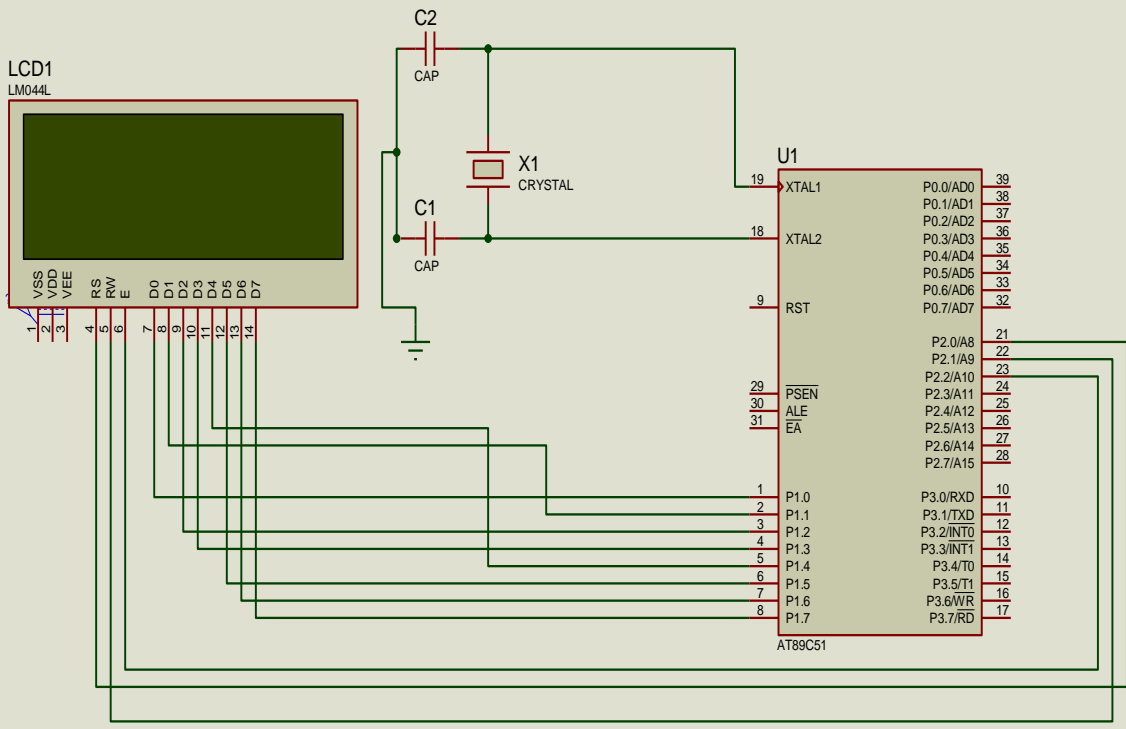 C2
CAP
LCD1
LM044L
VSS
VDD
VEE
RS
RW
E
D0
D1
D2
D3
D4
D5
D6
D7
1
2
3
4
5
6
7
8
9
10
11
12
13
14
X1
CRYSTAL
C1
CAP
U1
19 XTAL1 P0.0/AD0 39
P0.1/AD1 38
P0.2/AD2 37
18 XTAL2 P0.3/AD3 36
P0.4/AD4 35
P0.5/AD5 34
P0.6/AD6 33
9 RST P0.7/AD7 32
P2.0/A8 21
P2.1/A9 22
P2.2/A10 23
29 PSEN P2.3/A11 24
30 ALE P2.4/A12 25
31 EA P2.5/A13 26
P2.6/A14 27
P2.7/A15 28
1 P1.0 P3.0/RXD 10
2 P1.1 P3.1/TXD 11
3 P1.2 P3.2/INT0 12
4 P1.3 P3.3/INT1 13
5 P1.4 P3.4/T0 14
6 P1.5 P3.5/T1 15
7 P1.6 P3.6/WR 16
8 P1.7 P3.7/RD 17
AT89C51